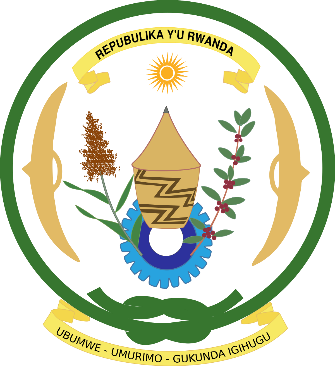 REPUBULIKA Y'U RWANDA
UBUMWE - UMURIMO - GUKUNDA IGIHUGU